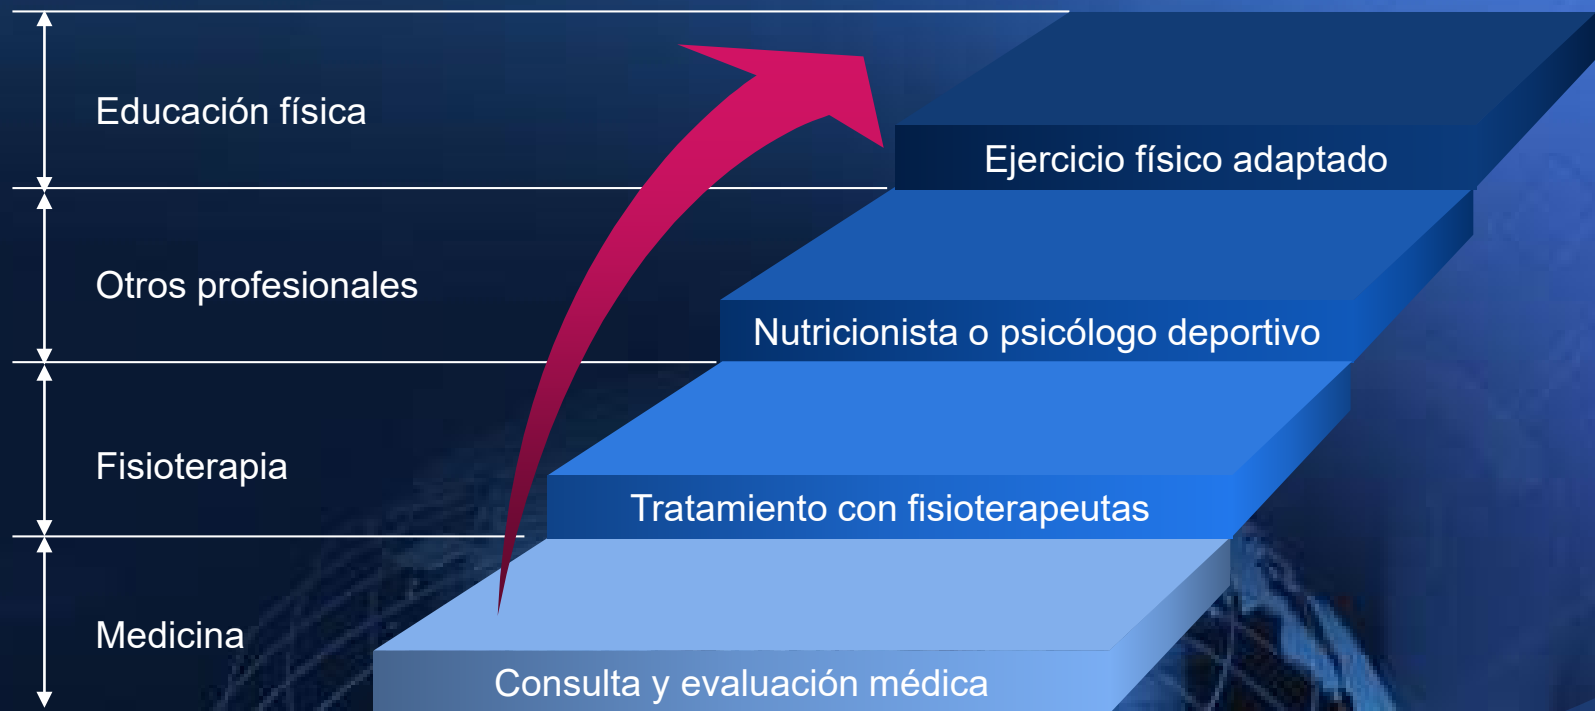 Educación física
Ejercicio físico adaptado
Otros profesionales
Nutricionista o psicólogo deportivo
Fisioterapia
Tratamiento con fisioterapeutas
Medicina
Consulta y evaluación médica